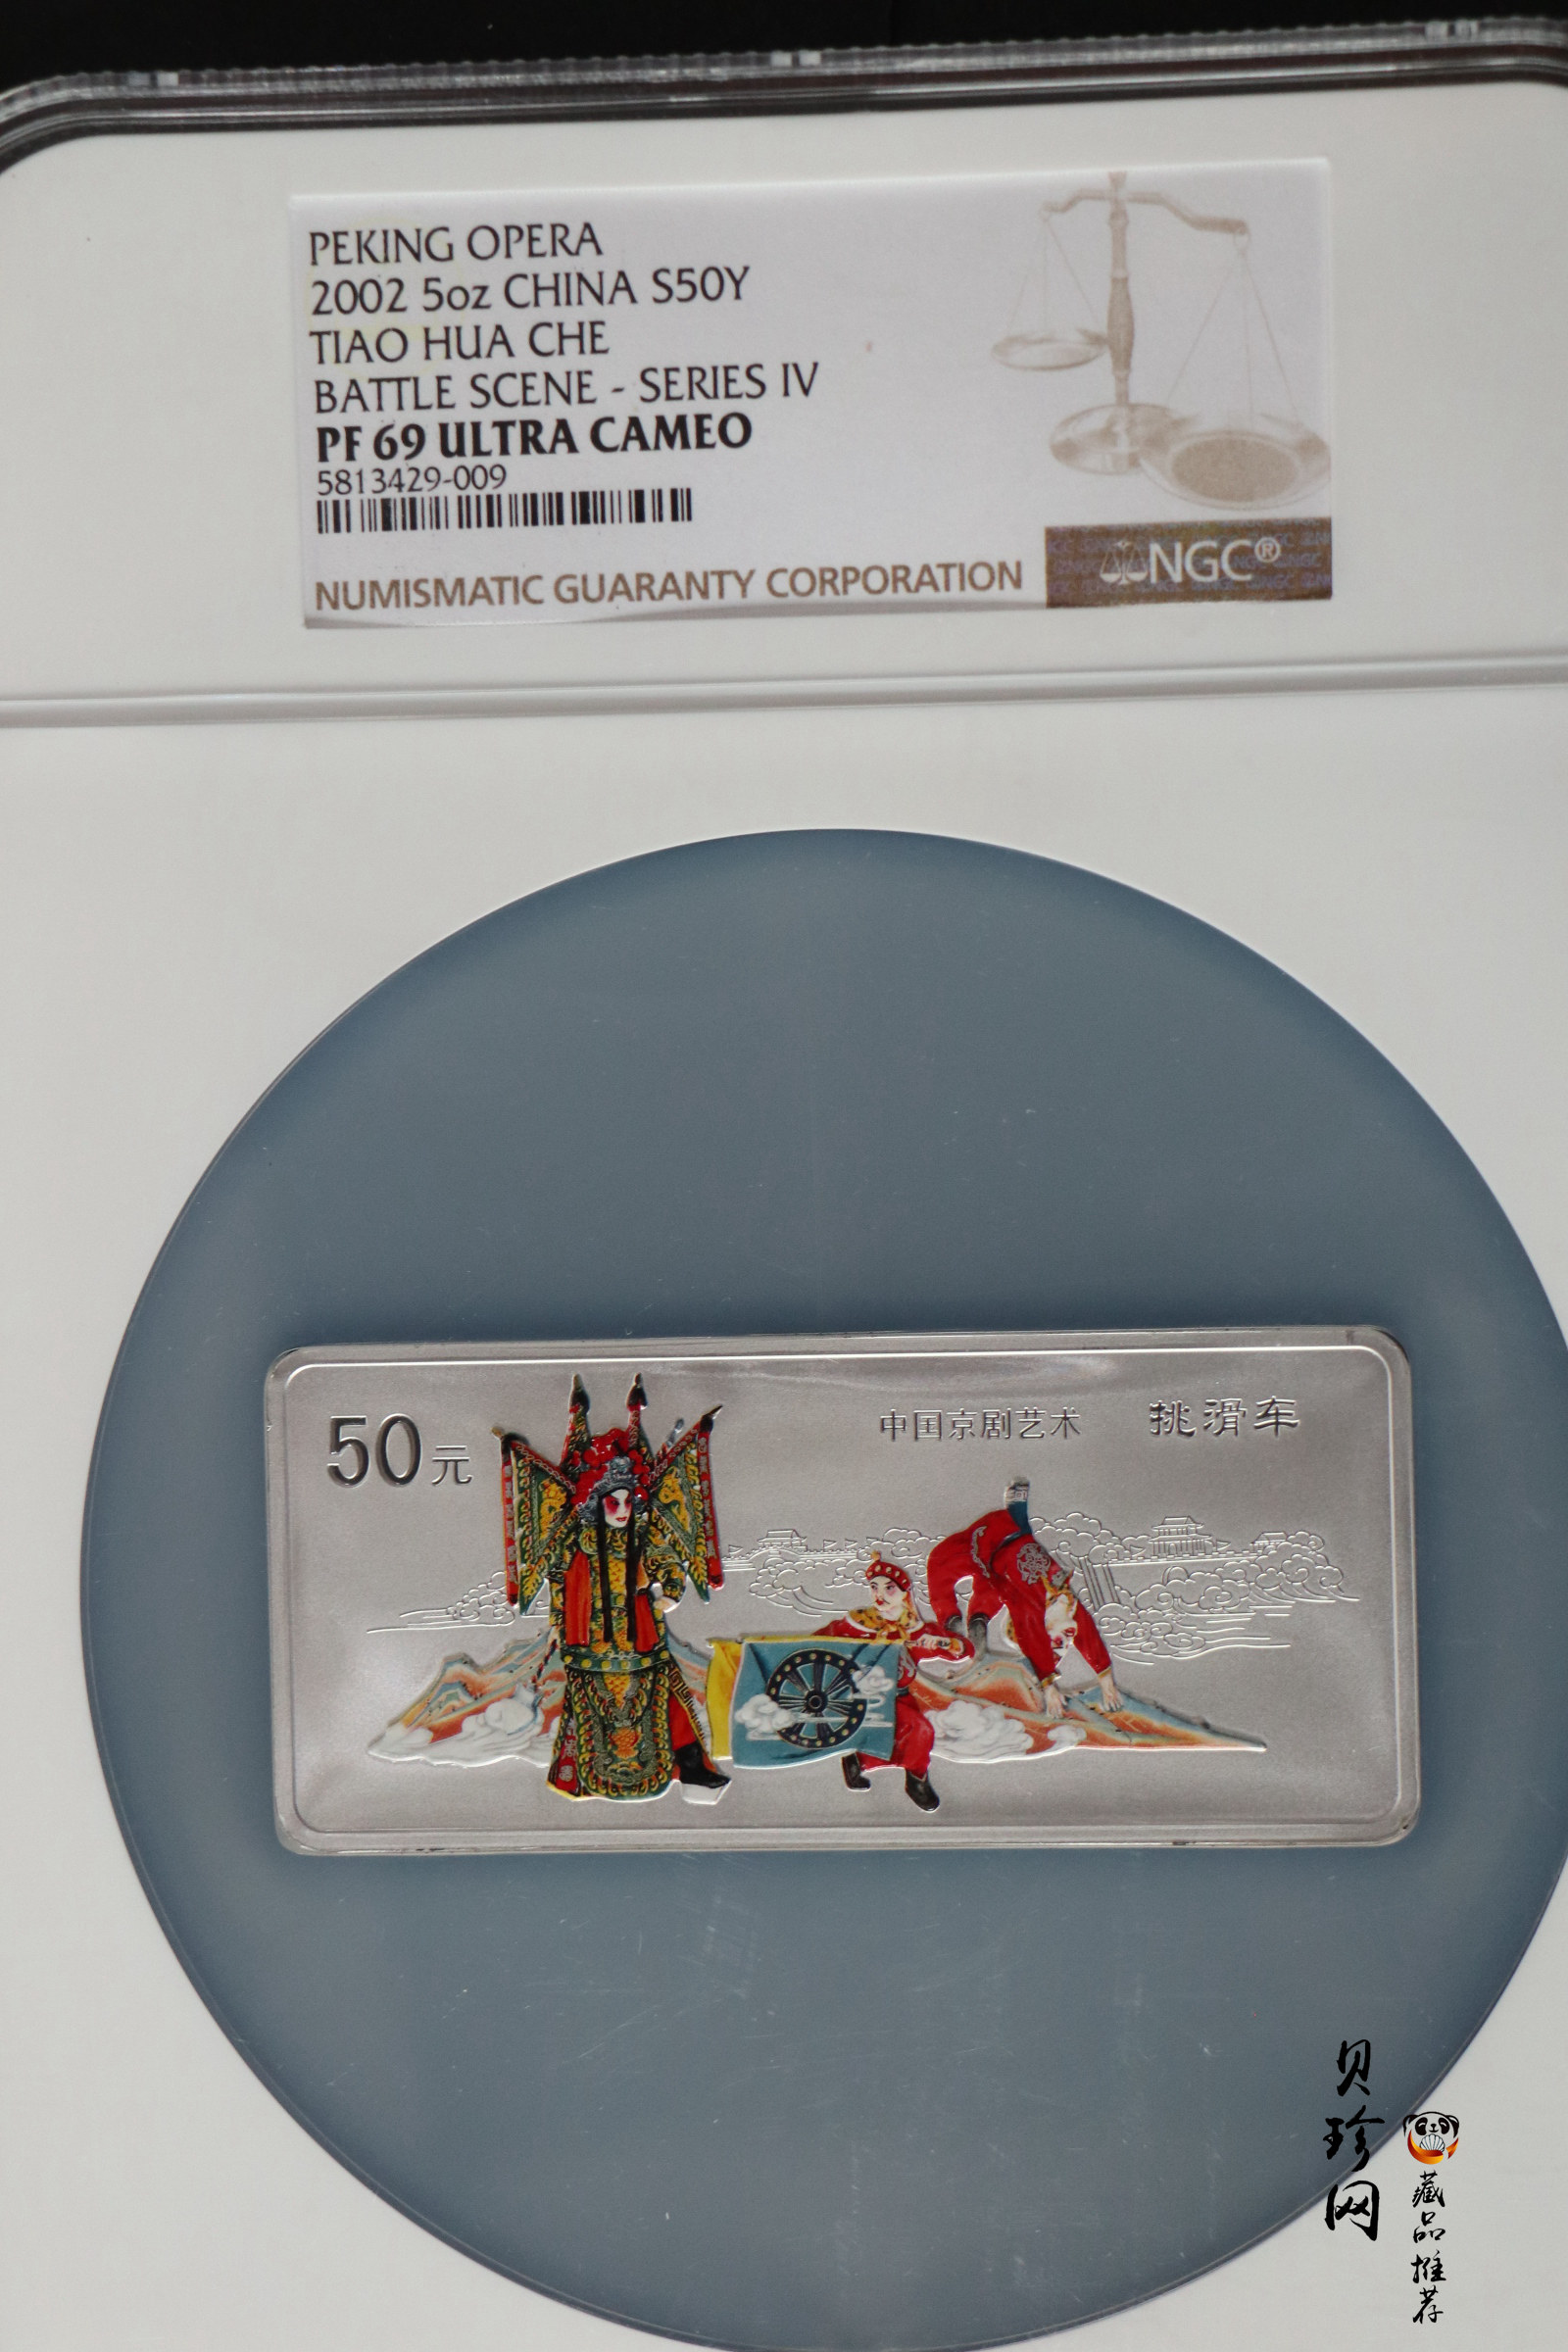 PEKING OPERA
2002 5oz CHINA S50Y
TIAO HUA CHE
BATTLE SCENE - SERIES IV
PF 69 ULTRA CAMEO
5813429-009
NUMISMATIC GUARANTY CORPORATION
NGC®
50元
中国京剧艺术 挑滑车
贝珍网
藏品推荐